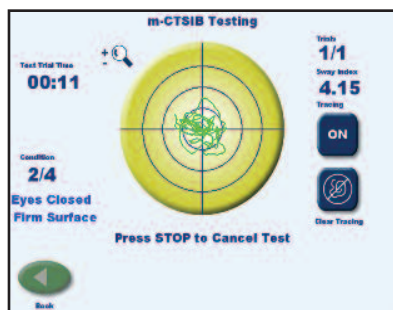 m-CTSIB Testing
Test Trial Time
00:11
+
-
Trials
1/1
Sway Index
4.15
Tracing
ON
Condition
2/4
Eyes Closed
Firm Surface
Clear Tracing
Press STOP to Cancel Test
Back